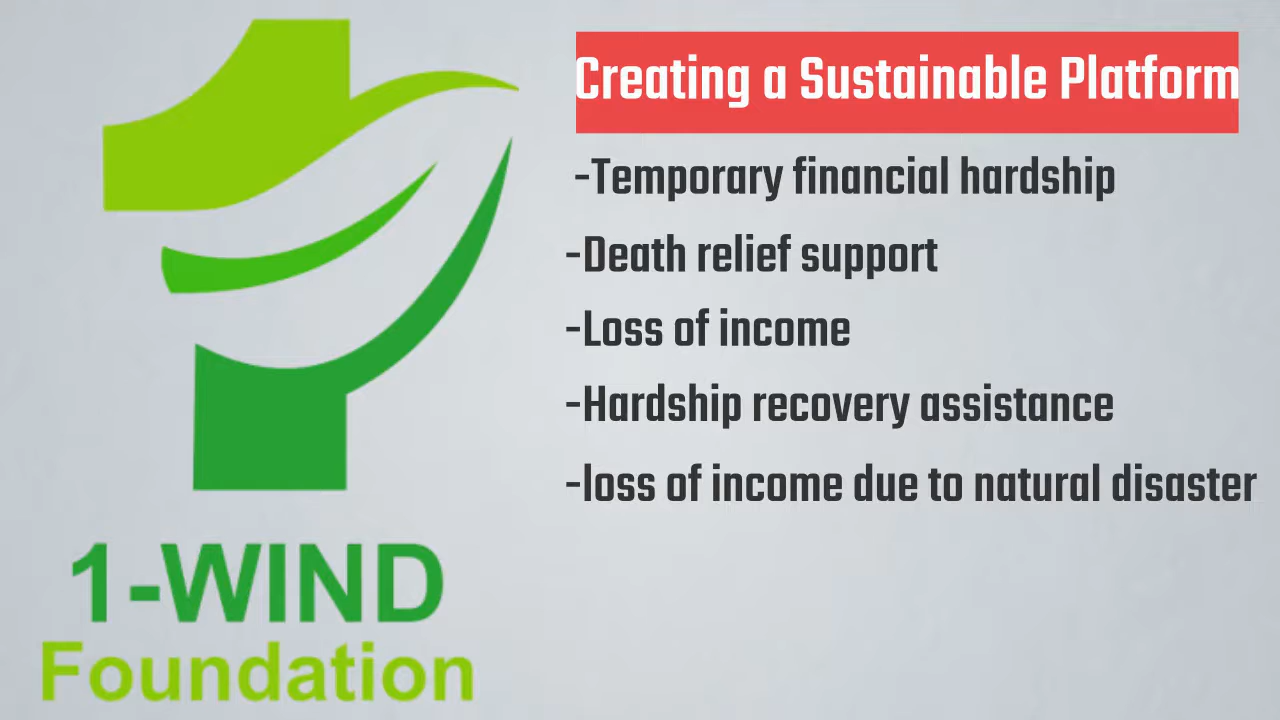 Creating a Sustainable Platform
-Temporary financial hardship
-Death relief support
-Loss of income
-Hardship recovery assistance
-loss of income due to natural disaster
1-WIND
Foundation